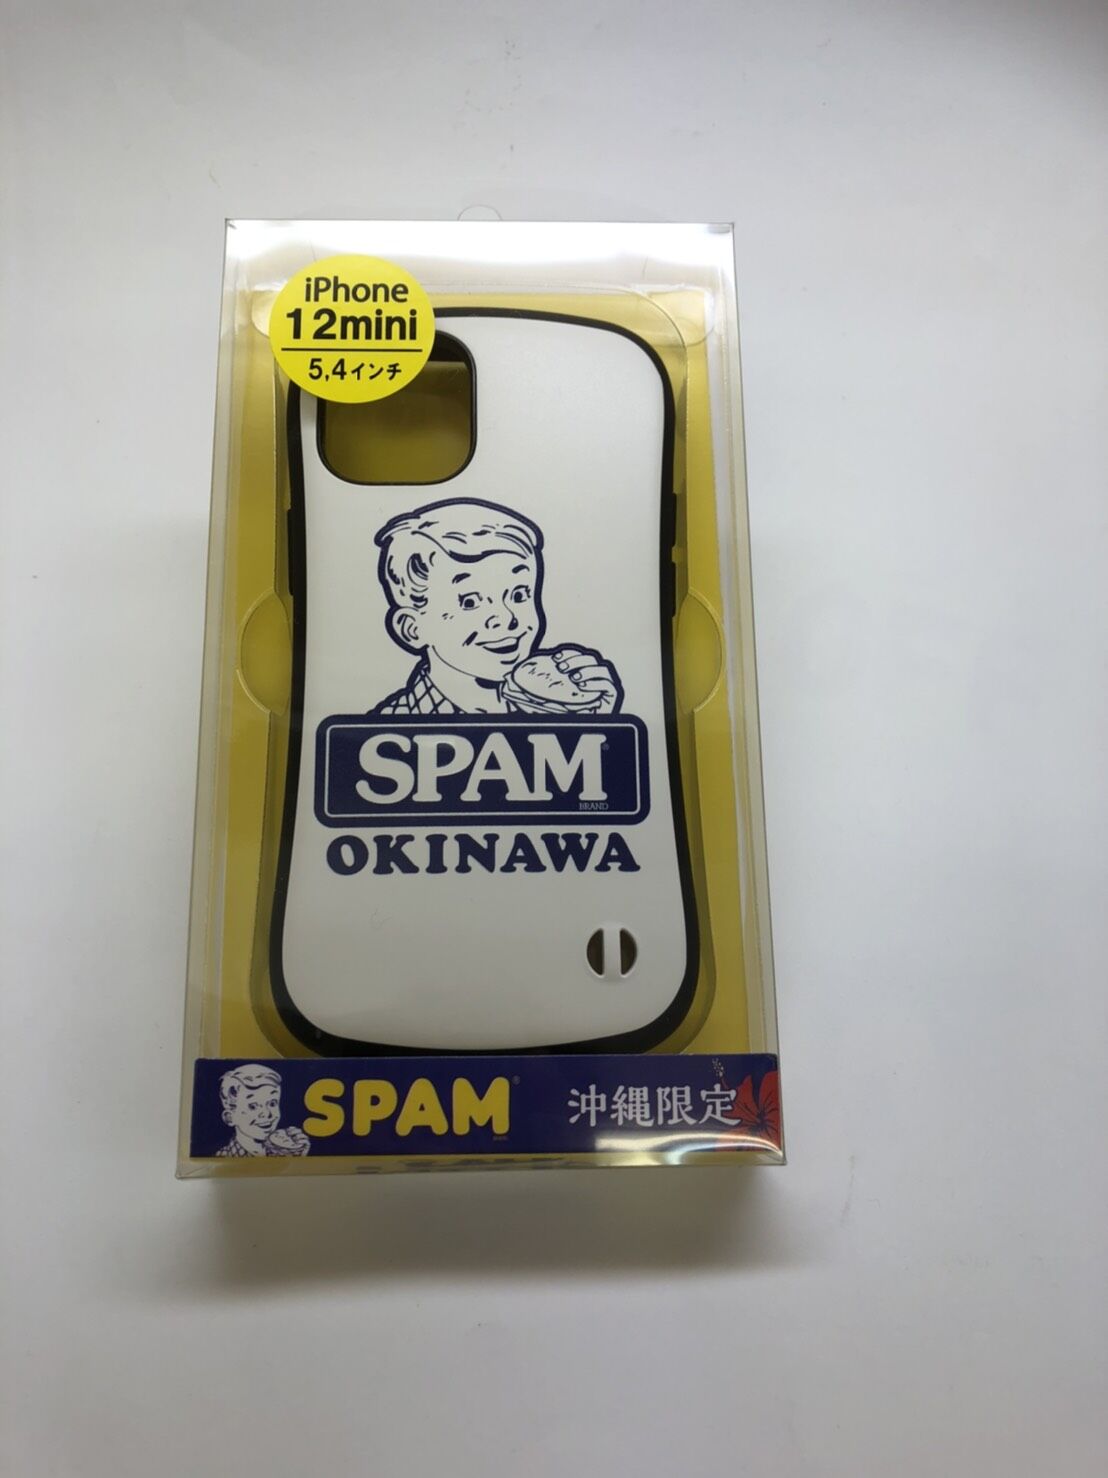 iPhone
12mini
5,4インチ
SPAM®
BRAND
OKINAWA
SPAM® 沖縄限定